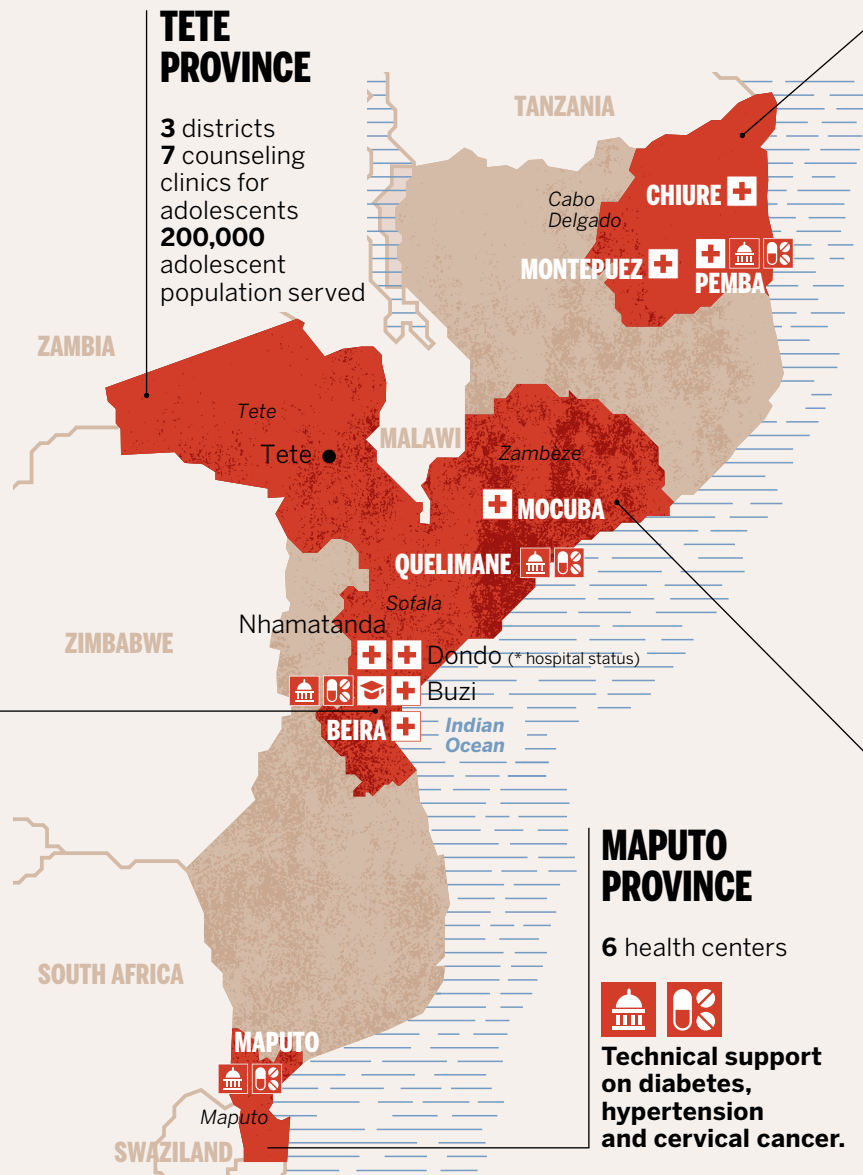 TETE
PROVINCE
3 districts
7 counseling
clinics for
adolescents
200,000
adolescent
population served
TANZANIA
Cabo
Delgado
CHIURE
MONTEPUEZ
PEMBA
ZAMBIA
Tete
Tete
MALAWI
Zambeze
MOCUBA
QUELIMANE
Sofala
Nhamatanda
ZIMBABWE
Dondo (* hospital status)
Buzi
BEIRA
Indian
Ocean
MAPUTO
PROVINCE
6 health centers
Technical support
on diabetes,
hypertension
and cervical cancer.
SOUTH AFRICA
MAPUTO
Maputo
SWAZILAND